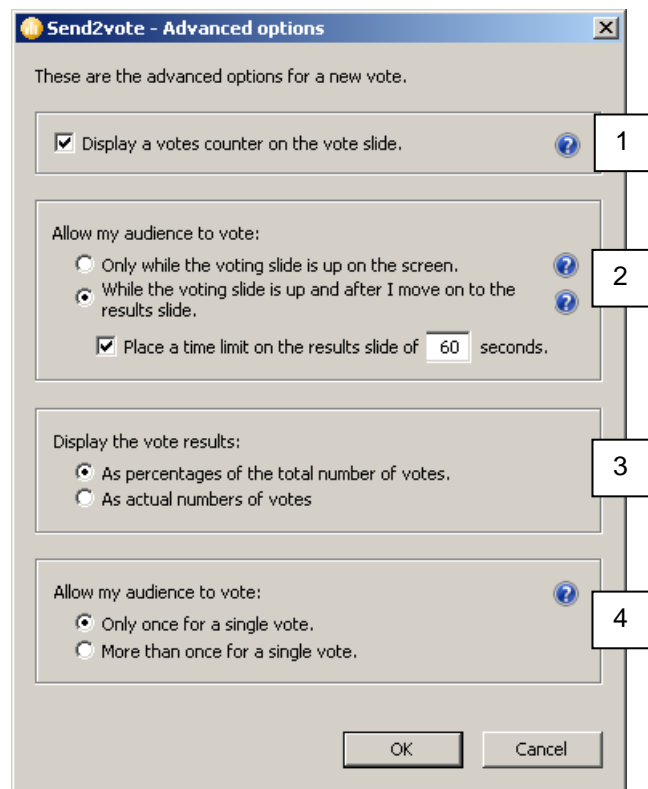 Send2vote - Advanced options
These are the advanced options for a new vote.
Display a votes counter on the vote slide.
1
Allow my audience to vote:
Only while the voting slide is up on the screen.
2
While the voting slide is up and after I move on to the
results slide.
Place a time limit on the results slide of 60 seconds.
Display the vote results:
3
As percentages of the total number of votes.
As actual numbers of votes
Allow my audience to vote:
4
Only once for a single vote.
More than once for a single vote.
OK Cancel